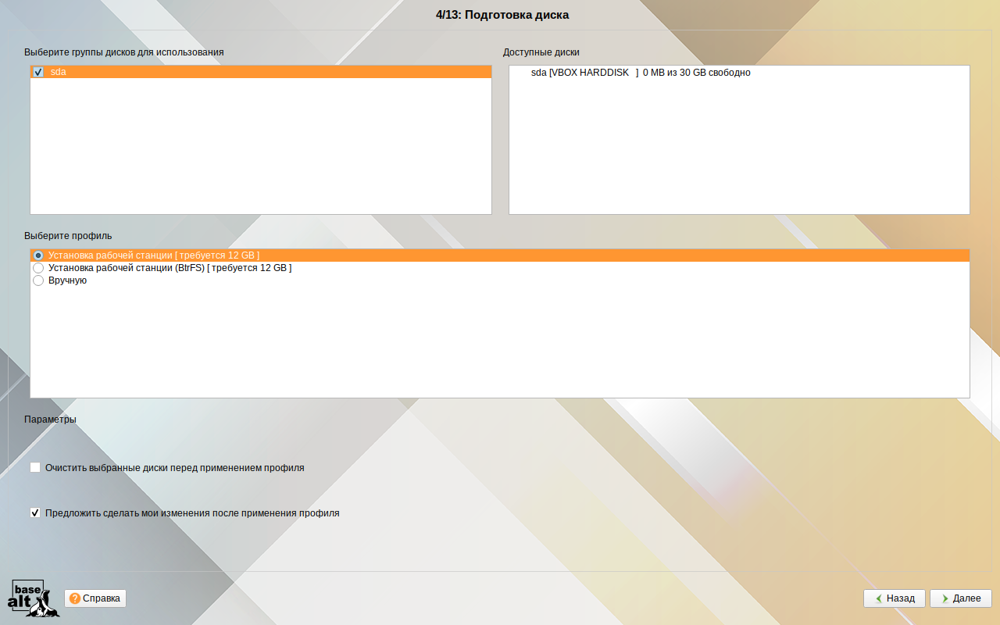 4/13: Подготовка диска
Выберите группы дисков для использования
sda
Доступные диски
sda [VBOX HARDDISK   ]  0 MB из 30 GB свободно
Выберите профиль
Установка рабочей станции [ требуется 12 GB ]
Установка рабочей станции (BtrFS) [ требуется 12 GB ]
Вручную
Параметры
Очистить выбранные диски перед применением профиля
Предложить сделать мои изменения после применения профиля
base
alt
Справка
Назад
Далее